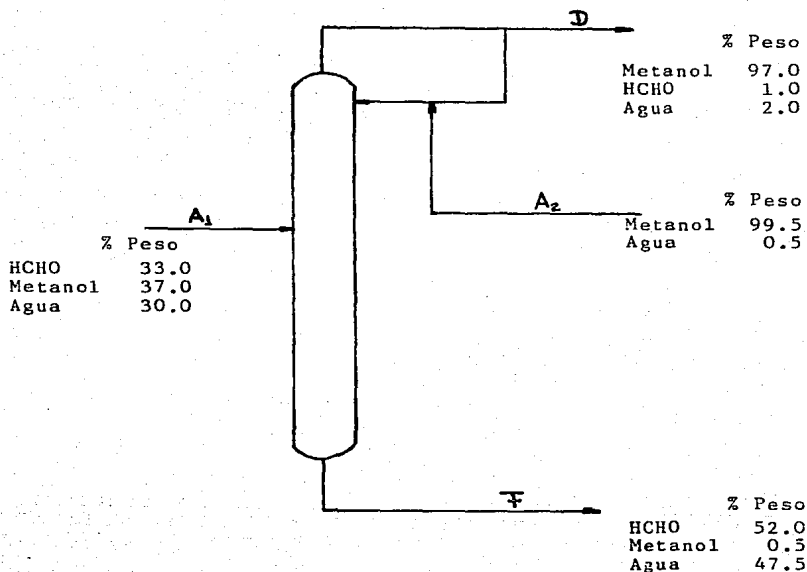 D
% Peso
Metanol 97.0
HCHO 1.0
Agua 2.0
A₂
% Peso
Metanol 99.5
Agua 0.5
A₁
% Peso
HCHO 33.0
Metanol 37.0
Agua 30.0
F
% Peso
HCHO 52.0
Metanol 0.5
Agua 47.5